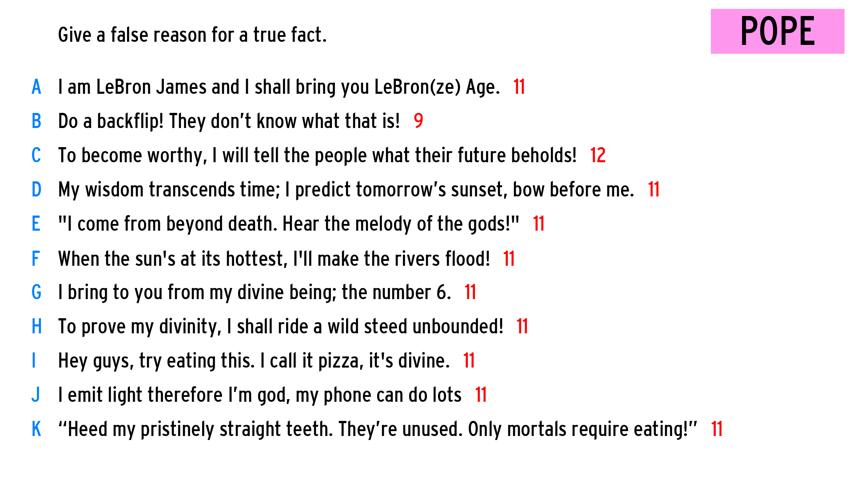 Give a false reason for a true fact.
POPE
A I am LeBron James and I shall bring you LeBron(ze) Age. 11
B Do a backflip! They don’t know what that is! 9
C To become worthy, I will tell the people what their future beholds! 12
D My wisdom transcends time; I predict tomorrow’s sunset, bow before me. 11
E "I come from beyond death. Hear the melody of the gods!" 11
F When the sun's at its hottest, I'll make the rivers flood! 11
G I bring to you from my divine being; the number 6. 11
H To prove my divinity, I shall ride a wild steed unbounded! 11
I Hey guys, try eating this. I call it pizza, it's divine. 11
J I emit light therefore I’m god, my phone can do lots 11
K “Heed my pristinely straight teeth. They’re unused. Only mortals require eating!” 11